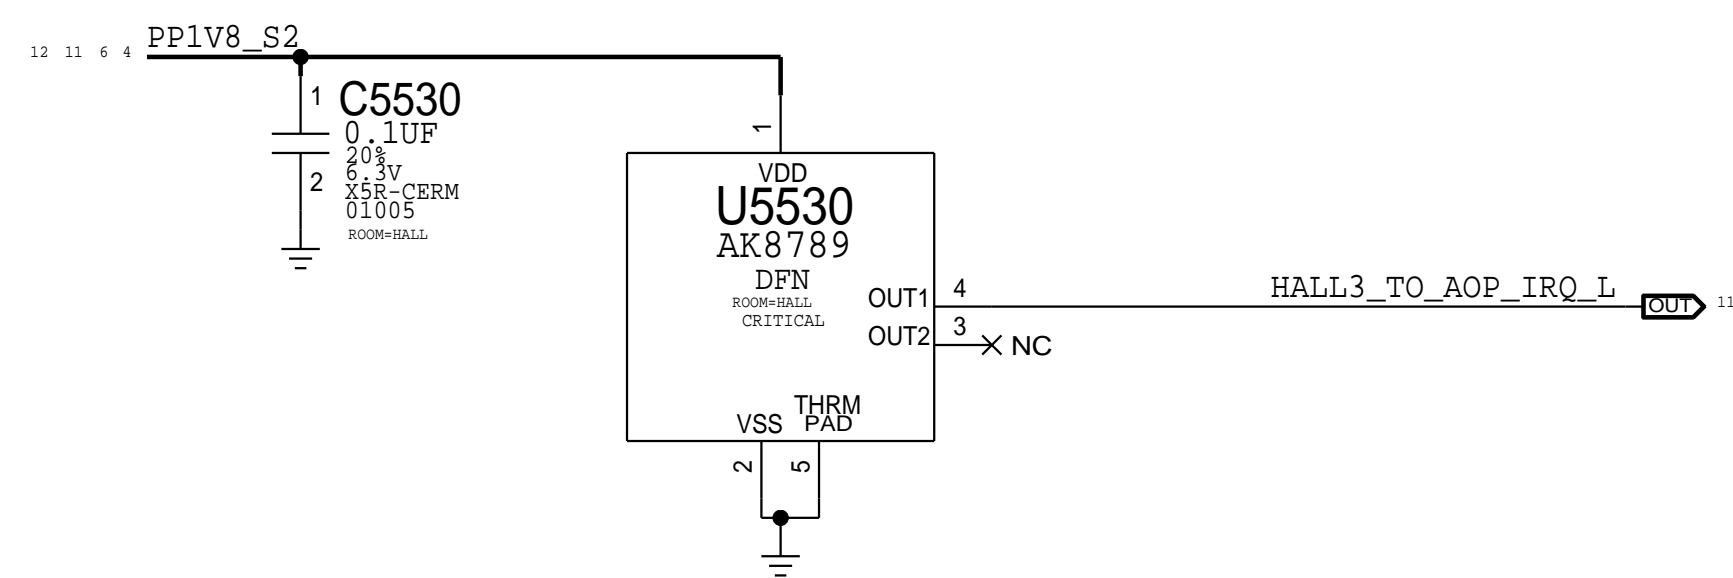 12 11 6 4 PP1V8_S2
1 C5530
0.1UF
20%
6.3V
2 X5R-CERM
01005
ROOM=HALL
1
VDD
U5530
AK8789
DFN
ROOM=HALL
CRITICAL
OUT1 4 HALL3_TO_AOP_IRQ_L OUT 11
OUT2 3 NC
VSS THRM PAD
2 5